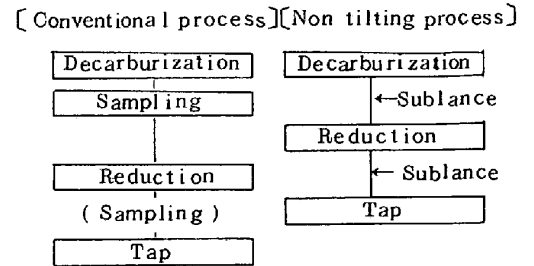 [Conventional process][Non tilting process]
Decarburization
Sampling
Reduction
(Sampling)
Tap
Decarburization
←Sublance
Reduction
← Sublance
Tap